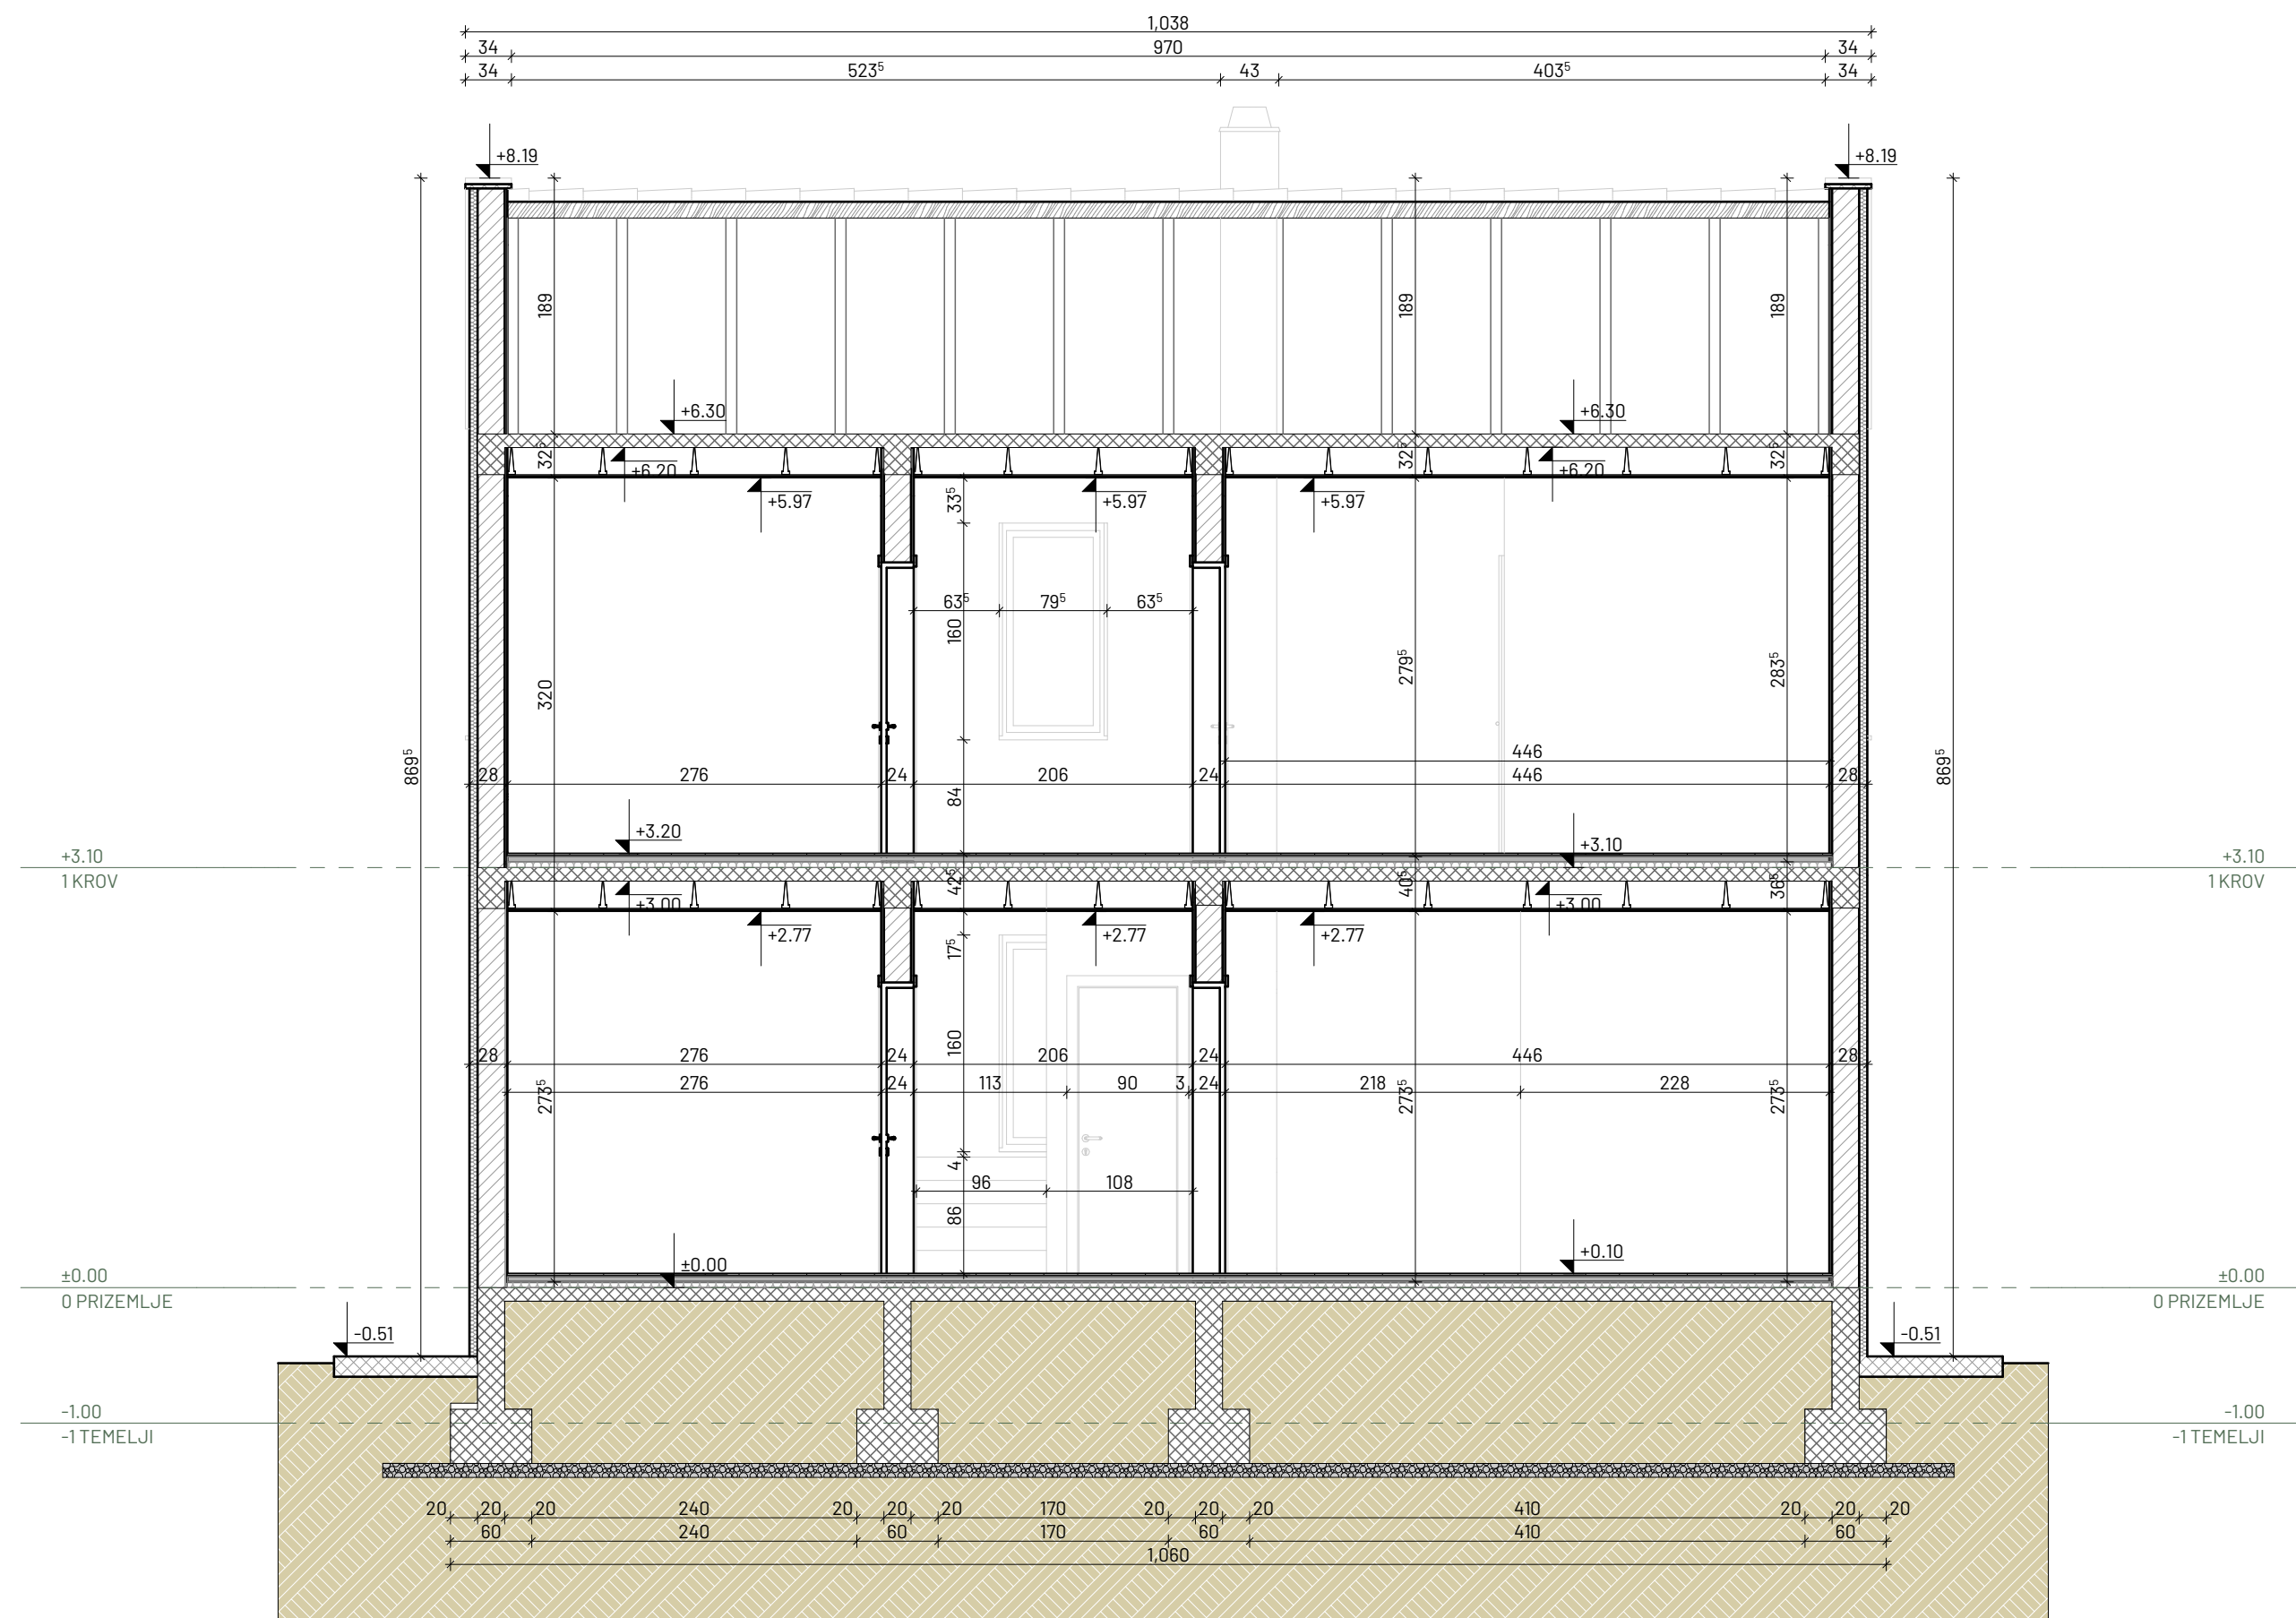 1,038
34 970 34
34 523⁵ 43 403⁵ 34
+8.19 +8.19
189 189 189
+6.30 +6.30
32⁵ 32⁵ 32⁵
+6.20 +6.20
+5.97 +5.97 +5.97
33⁵
63⁵ 79⁵ 63⁵
160
320 279⁵ 283⁵
869⁵ 869⁵
446
28 276 24 206 24 446 28
84
+3.20 +3.10
+3.10 +3.10
1 KROV 1 KROV
42⁵ 40⁵ 36⁵
+3.00 +3.00
+2.77 +2.77 +2.77
17⁵
160
28 276 24 206 24 446 28
276 24 113 90 3 24 218 228
273⁵ 273⁵ 273⁵
4
96 108
86
±0.00 +0.10
±0.00 ±0.00
0 PRIZEMLJE 0 PRIZEMLJE
-0.51 -0.51
-1.00 -1.00
-1 TEMELJI -1 TEMELJI
20 20 20 240 20 20 20 170 20 20 20 410 20 20 20
60 240 60 170 60 410 60
1,060